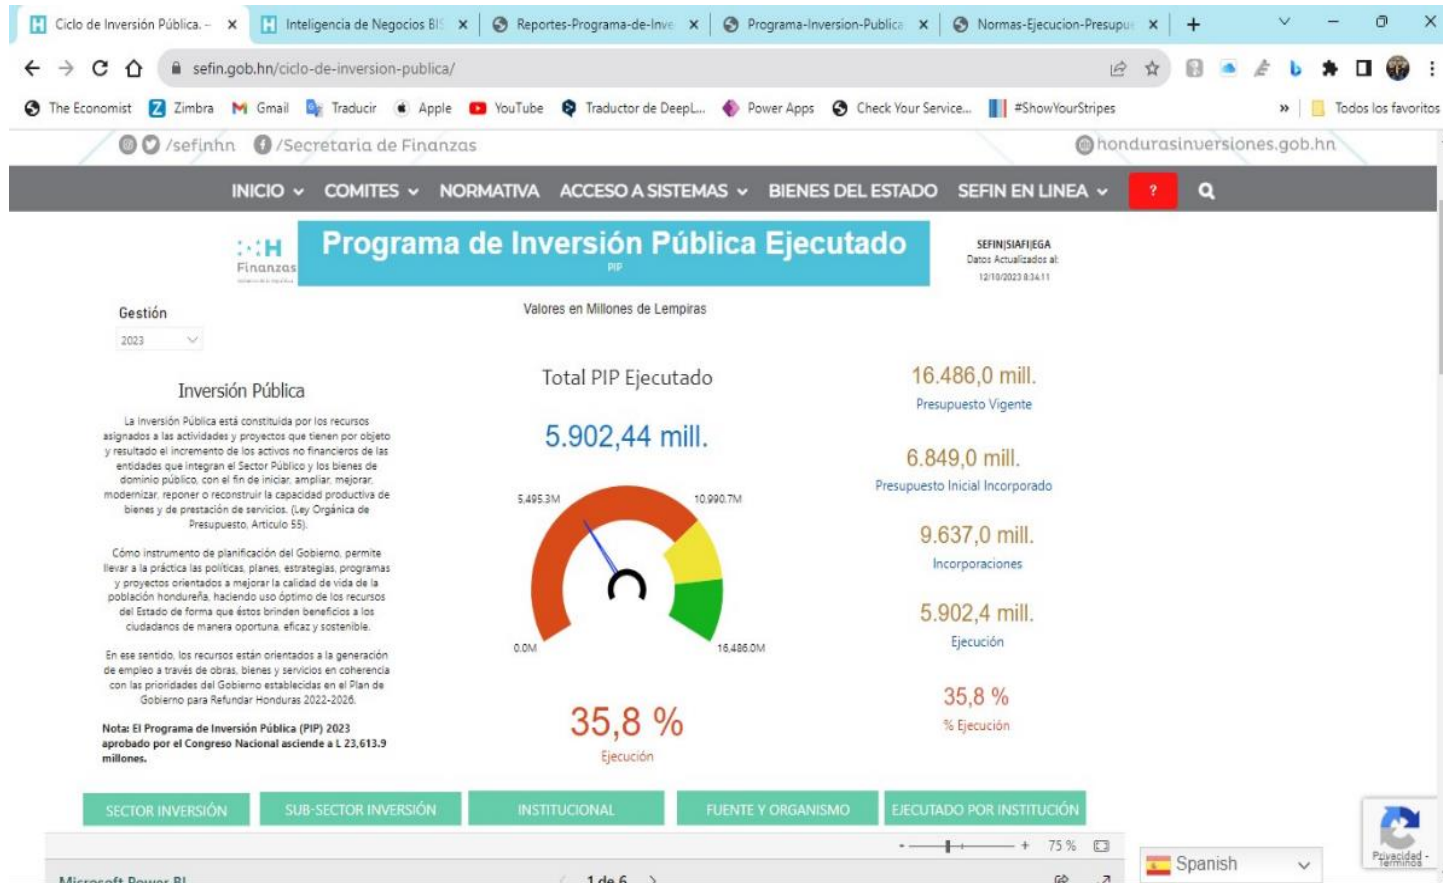 Ciclo de Inversión Pública. –
Inteligencia de Negocios BIS
Reportes-Programa-de-Inve
Programa-Inversion-Publica
Normas-Ejecucion-Presupu
sefin.gob.hn/ciclo-de-inversion-publica/
The Economist
Zimbra
Gmail
Traducir
Apple
YouTube
Traductor de DeepL...
Power Apps
Check Your Service...
#ShowYourStripes
»
Todos los favoritos
/sefinhn
/Secretaria de Finanzas
hondurasinversiones.gob.hn
INICIO
COMITES
NORMATIVA
ACCESO A SISTEMAS
BIENES DEL ESTADO
SEFIN EN LINEA
?
H
Finanzas
Programa de Inversión Pública Ejecutado
PIP
SEFIN|SIAFI|EGA
Datos Actualizados al:
12/10/2023 8:34:11
Gestión
2023
Valores en Millones de Lempiras
Inversión Pública
La Inversión Pública está constituida por los recursos
asignados a las actividades y proyectos que tienen por objeto
y resultado el incremento de los activos no financieros de las
entidades que integran el Sector Público y los bienes de
dominio público, con el fin de iniciar, ampliar, mejorar,
modernizar, reponer o reconstruir la capacidad productiva de
bienes y de prestación de servicios. (Ley Orgánica de
Presupuesto, Artículo 55).
Cómo instrumento de planificación del Gobierno, permite
llevar a la práctica las políticas, planes, estrategias, programas
y proyectos orientados a mejorar la calidad de vida de la
población hondureña, haciendo uso óptimo de los recursos
del Estado de forma que éstos brinden beneficios a los
ciudadanos de manera oportuna, eficaz y sostenible.
En ese sentido, los recursos están orientados a la generación
de empleo a través de obras, bienes y servicios en coherencia
con las prioridades del Gobierno establecidas en el Plan de
Gobierno para Refundar Honduras 2022-2026.
Nota: El Programa de Inversión Pública (PIP) 2023
aprobado por el Congreso Nacional asciende a L 23,613.9
millones.
Total PIP Ejecutado
5.902,44 mill.
5,495.3M
10,990.7M
0.0M
16,486.0M
35,8 %
Ejecución
16.486,0 mill.
Presupuesto Vigente
6.849,0 mill.
Presupuesto Inicial Incorporado
9.637,0 mill.
Incorporaciones
5.902,4 mill.
Ejecución
35,8 %
% Ejecución
SECTOR INVERSIÓN
SUB-SECTOR INVERSIÓN
INSTITUCIONAL
FUENTE Y ORGANISMO
EJECUTADO POR INSTITUCIÓN
- + 75 %
Microsoft Power BI
1 de 6
Spanish
Privacidad -
Términos